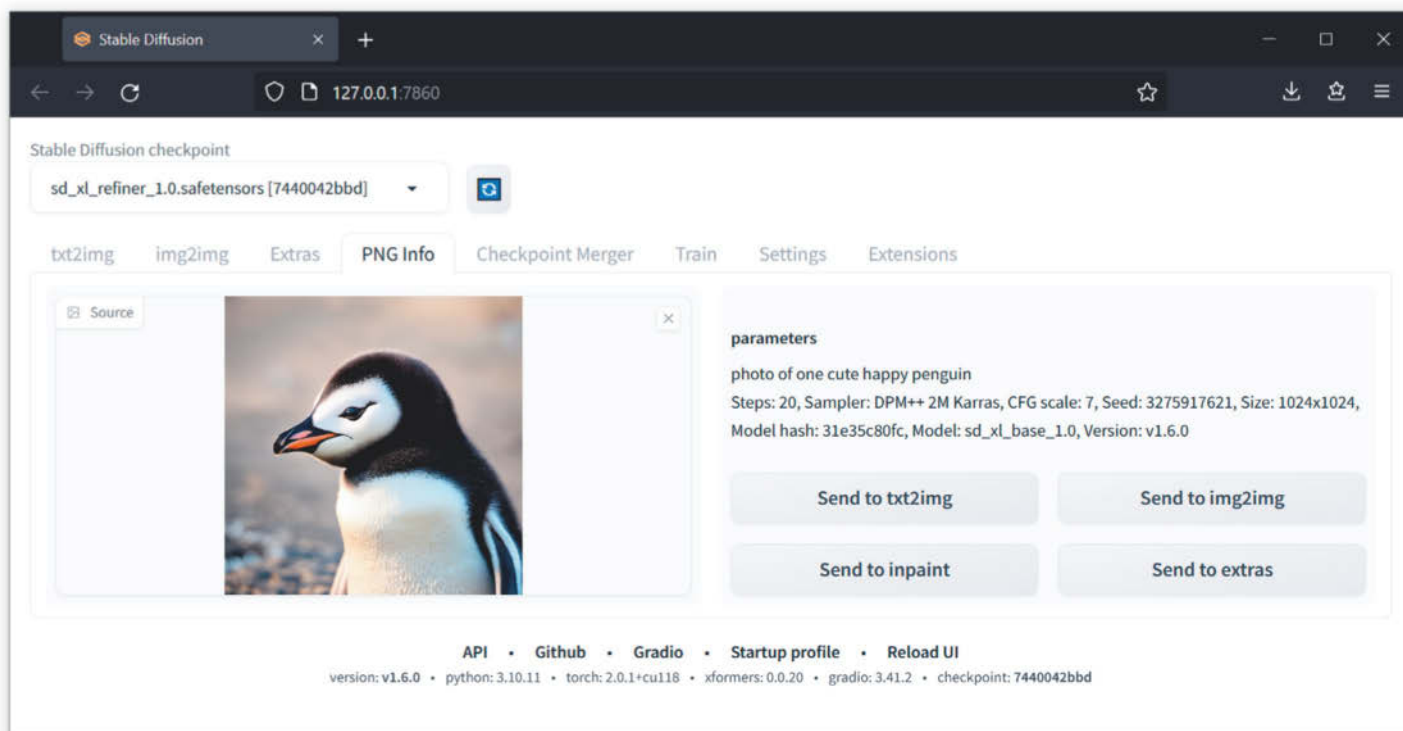 Stable Diffusion
127.0.0.1:7860
Stable Diffusion checkpoint
sd_xl_refiner_1.0.safetensors [7440042bbd]
txt2img img2img Extras PNG Info Checkpoint Merger Train Settings Extensions
Source
parameters
photo of one cute happy penguin
Steps: 20, Sampler: DPM++ 2M Karras, CFG scale: 7, Seed: 3275917621, Size: 1024x1024,
Model hash: 31e35c80fc, Model: sd_xl_base_1.0, Version: v1.6.0
Send to txt2img Send to img2img
Send to inpaint Send to extras
API • Github • Gradio • Startup profile • Reload UI
version: v1.6.0 • python: 3.10.11 • torch: 2.0.1+cu118 • xformers: 0.0.20 • gradio: 3.41.2 • checkpoint: 7440042bbd